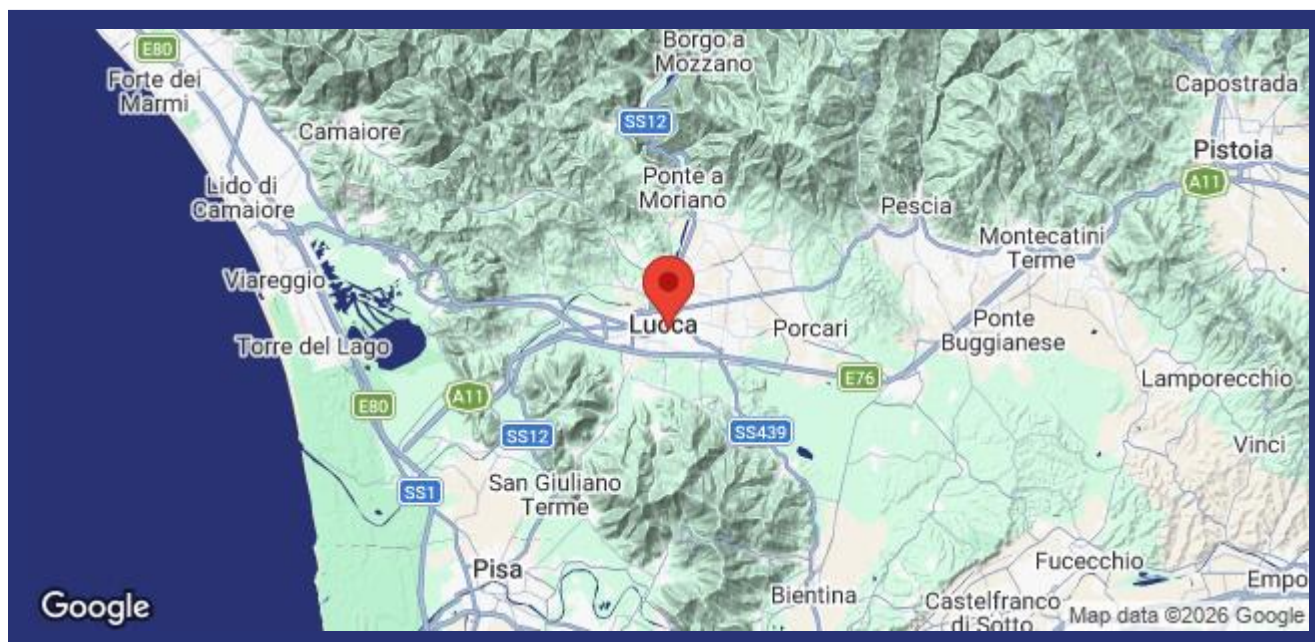 Borgo a
Mozzano
E80
Forte dei
Marmi
Capostrada
SS12
Camaiore
Pistoia
A11
Ponte a
Moriano
Lido di
Camaiore
Pescia
Montecatini
Terme
Viareggio
Lucca
Porcari
Ponte
Buggianese
Torre del Lago
E76
Lamporecchio
A11
E80
SS12
SS439
Vinci
SS1
San Giuliano
Terme
Fucecchio
Pisa
Empo
Bientina
Castelfranco
di Sotto
Google
Map data ©2026 Google